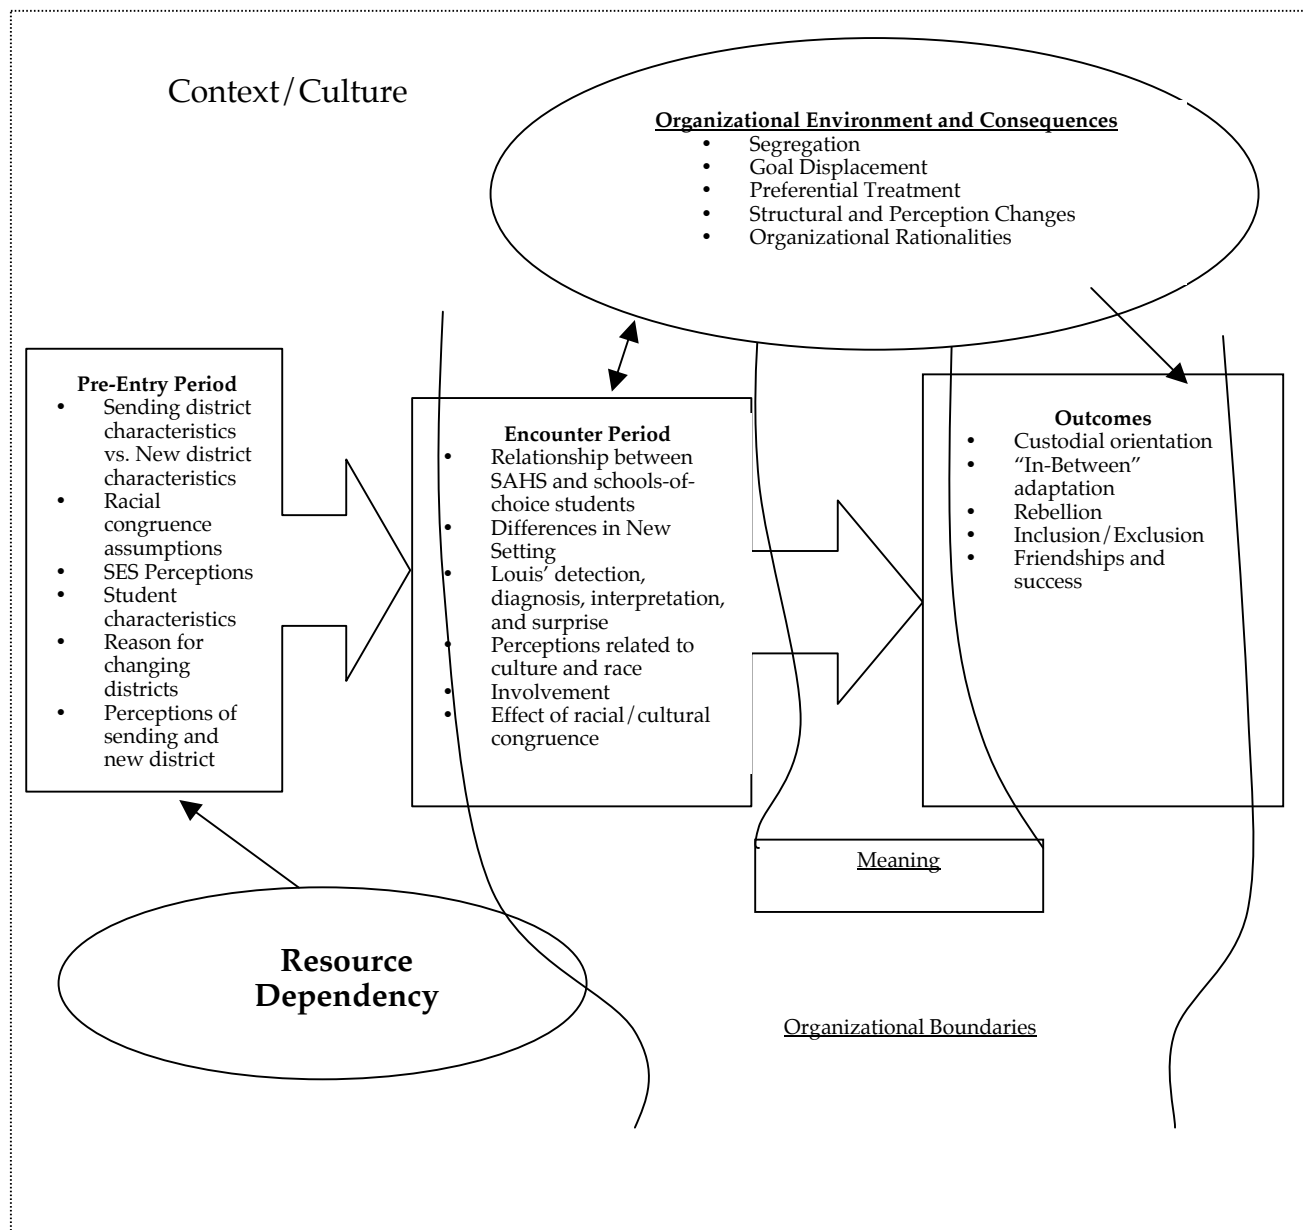 Context/Culture
Organizational Environment and Consequences
• Segregation
• Goal Displacement
• Preferential Treatment
• Structural and Perception Changes
• Organizational Rationalities
Pre-Entry Period
• Sending district
characteristics
vs. New district
characteristics
• Racial
congruence
assumptions
• SES Perceptions
• Student
characteristics
• Reason for
changing
districts
• Perceptions of
sending and
new district
Encounter Period
• Relationship between
SAHS and schools-of-
choice students
• Differences in New
Setting
• Louis’ detection,
diagnosis, interpretation,
and surprise
• Perceptions related to
culture and race
• Involvement
• Effect of racial/cultural
congruence
Outcomes
• Custodial orientation
• “In-Between”
adaptation
• Rebellion
• Inclusion/Exclusion
• Friendships and
success
Meaning
Resource
Dependency
Organizational Boundaries